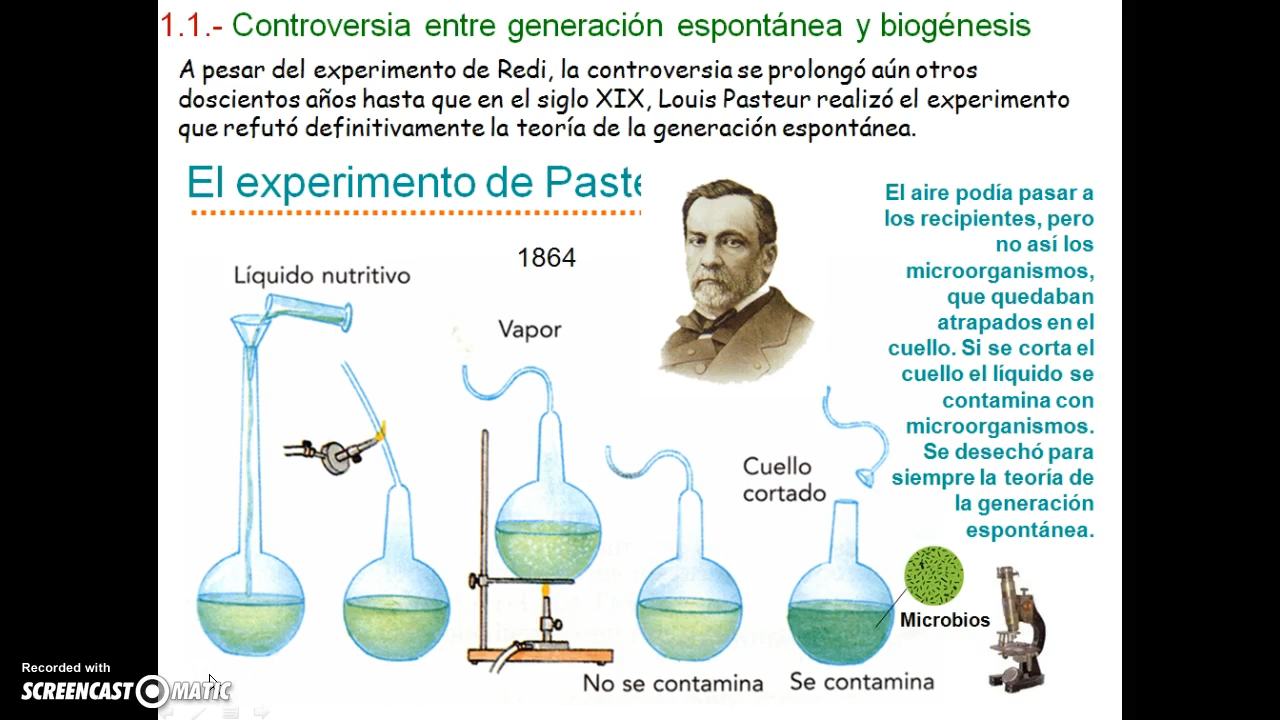 1.1.- Controversia entre generación espontánea y biogénesis
A pesar del experimento de Redi, la controversia se prolongó aún otros
doscientos años hasta que en el siglo XIX, Louis Pasteur realizó el experimento
que refutó definitivamente la teoría de la generación espontánea.
El experimento de Paste
1864
Líquido nutritivo
Vapor
El aire podía pasar a
los recipientes, pero
no así los
microorganismos,
que quedaban
atrapados en el
cuello. Si se corta el
cuello el líquido se
contamina con
microorganismos.
Se desechó para
siempre la teoría de
la generación
espontánea.
Cuello
cortado
Microbios
No se contamina
Se contamina
Recorded with
SCREENCAST MATIC